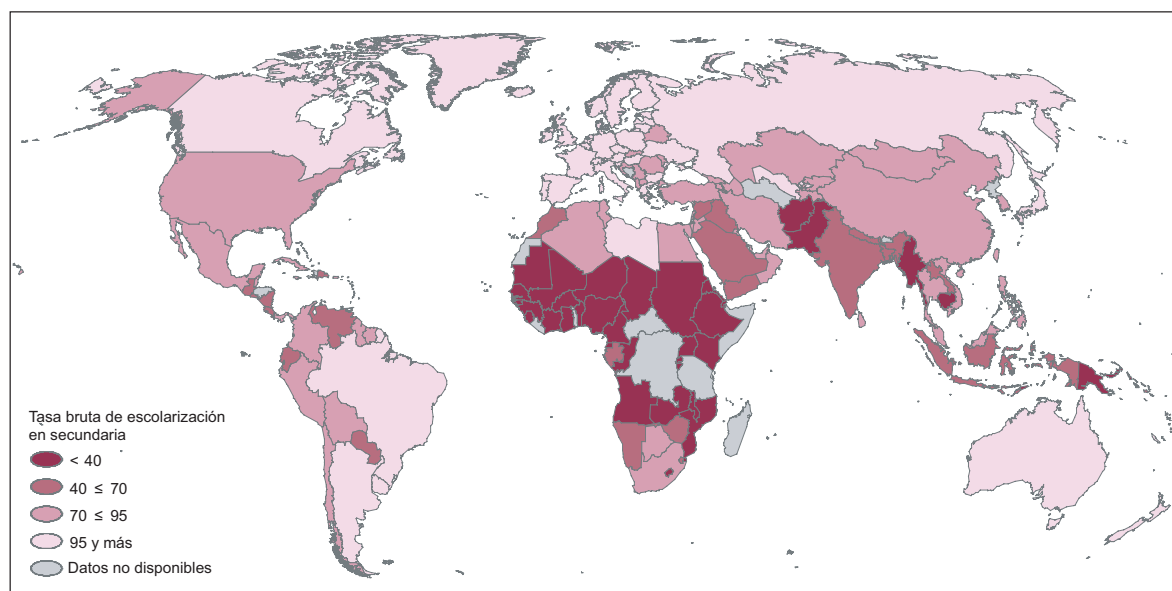 Tasa bruta de escolarización
en secundaria
< 40
40 ≤ 70
70 ≤ 95
95 y más
Datos no disponibles